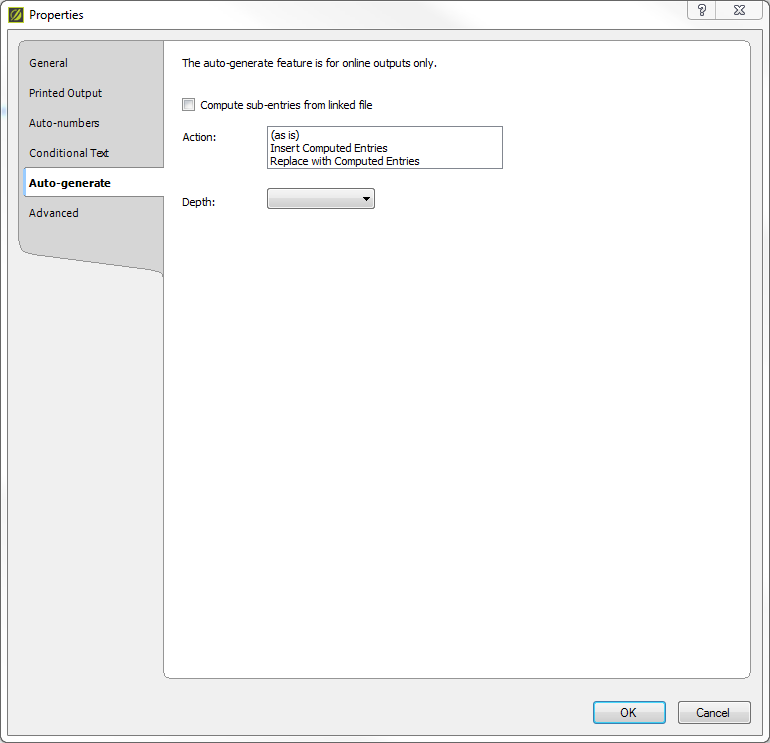 Properties
General
Printed Output
Auto-numbers
Conditional Text
Auto-generate
Advanced
The auto-generate feature is for online outputs only.
Compute sub-entries from linked file
Action:
(as is)
Insert Computed Entries
Replace with Computed Entries
Depth:
OK
Cancel